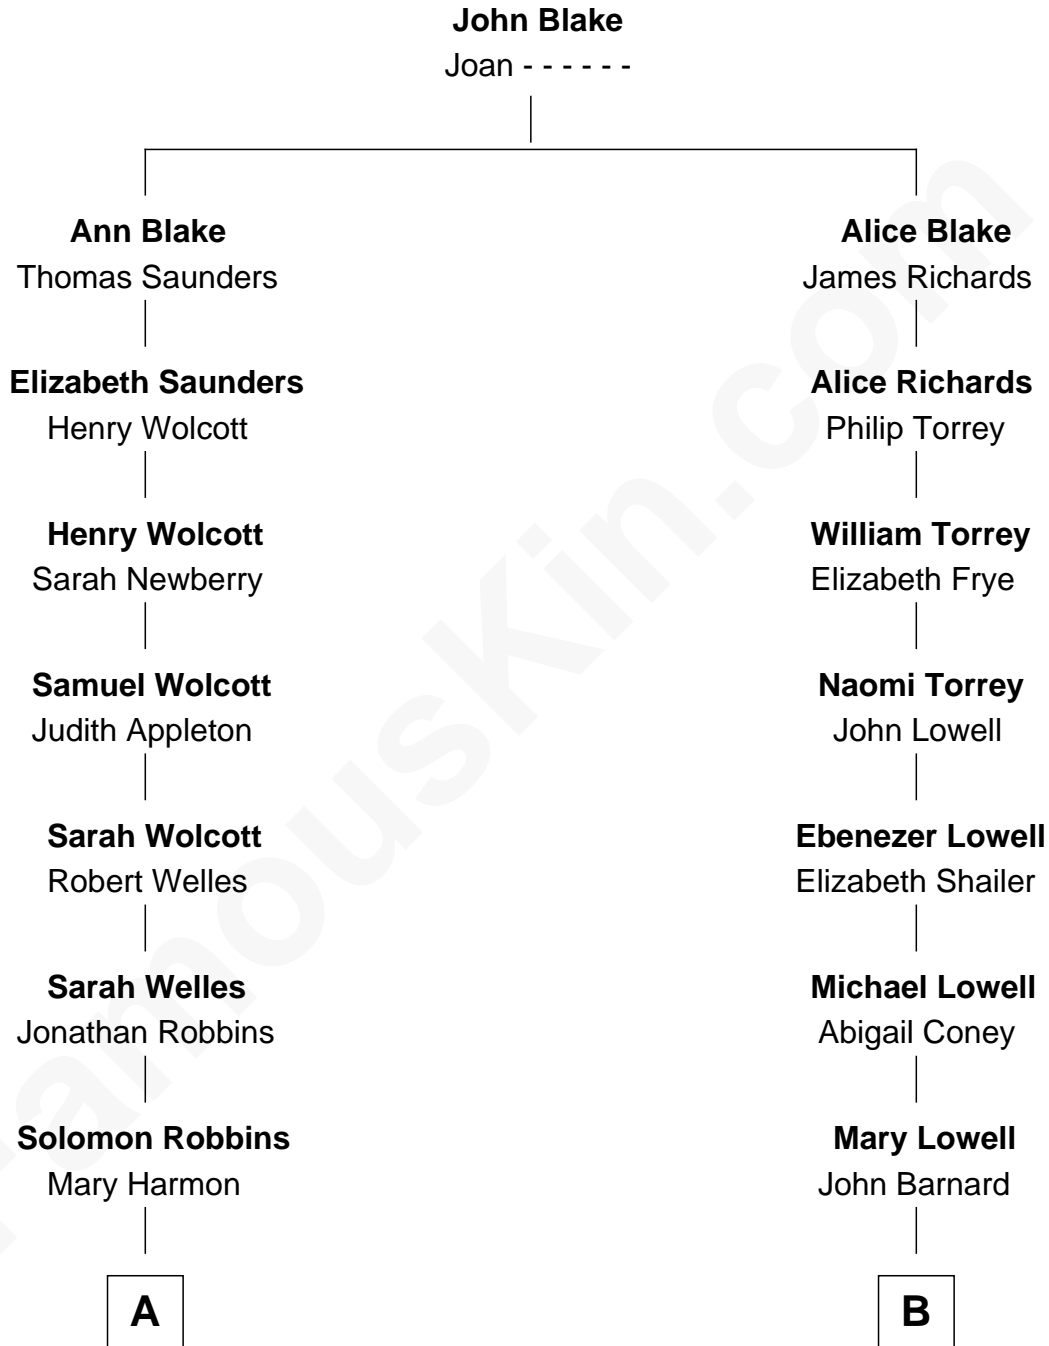 John Blake
Joan - - - - - -
Ann Blake
Thomas Saunders
Alice Blake
James Richards
Elizabeth Saunders
Henry Wolcott
Alice Richards
Philip Torrey
Henry Wolcott
Sarah Newberry
William Torrey
Elizabeth Frye
Samuel Wolcott
Judith Appleton
Naomi Torrey
John Lowell
Sarah Wolcott
Robert Welles
Ebenezer Lowell
Elizabeth Shailer
Sarah Welles
Jonathan Robbins
Michael Lowell
Abigail Coney
Solomon Robbins
Mary Harmon
Mary Lowell
John Barnard
A
B
FamousKin.com